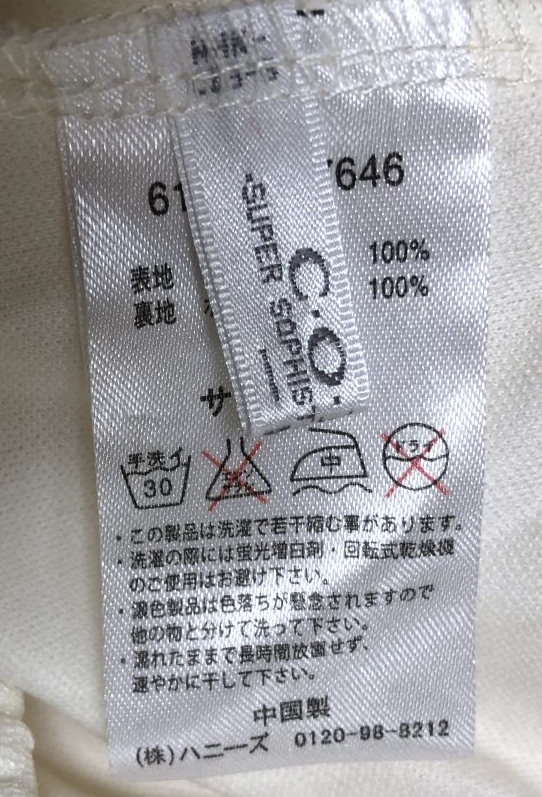 61 7646
表地 100%
裏地 100%
·SUPER SOPHIST
C·O·
サ
手洗イ
30
中
ドライ
・この製品は洗濯で若干縮む事があります。
・洗濯の際には蛍光増白剤・回転式乾燥機
のご使用はお避け下さい。
・濃色製品は色落ちが懸念されますので
他の物と分けて洗って下さい。
・濡れたままで長時間放置せず、
速やかに干して下さい。
中国製
(株)ハニーズ 0120-98-8212